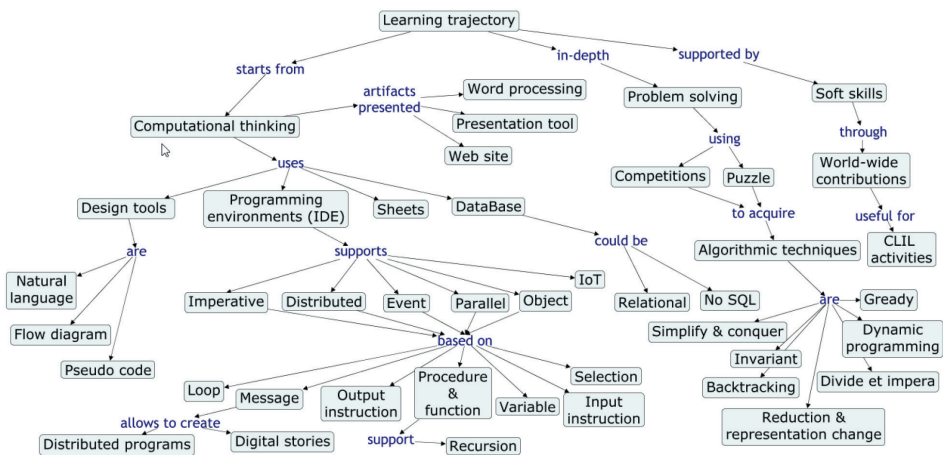 Learning trajectory
starts from
in-depth
supported by
artifacts
presented
Word processing
Presentation tool
Web site
Computational thinking
Problem solving
Soft skills
using
through
uses
Competitions
Puzzle
World-wide
contributions
Design tools
Programming
environments (IDE)
Sheets
DataBase
to acquire
useful for
are
supports
could be
Algorithmic techniques
CLIL
activities
Natural
language
Flow diagram
Pseudo code
Imperative
Distributed
Event
Parallel
Object
IoT
Relational
No SQL
are
Gready
based on
Simplify & conquer
Dynamic
programming
Invariant
Backtracking
Divide et impera
Reduction &
representation change
Loop
Message
Output
instruction
Procedure
&
function
Variable
Input
instruction
Selection
allows to create
Distributed programs
Digital stories
support
Recursion